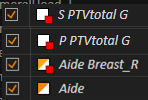 S PTVtotal G
P PTVtotal G
Aide Breast_R
Aide